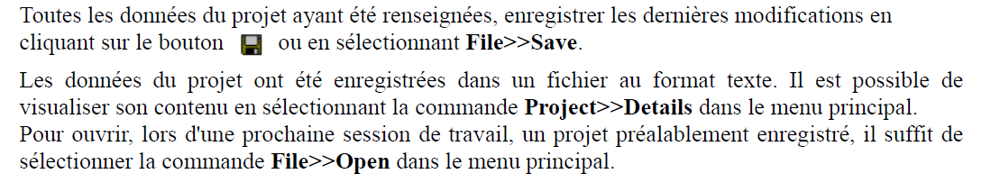 Toutes les données du projet ayant été renseignées, enregistrer les dernières modifications en
cliquant sur le bouton ou en sélectionnant File>>Save.
Les données du projet ont été enregistrées dans un fichier au format texte. Il est possible de
visualiser son contenu en sélectionnant la commande Project>>Details dans le menu principal.
Pour ouvrir, lors d'une prochaine session de travail, un projet préalablement enregistré, il suffit de
sélectionner la commande File>>Open dans le menu principal.